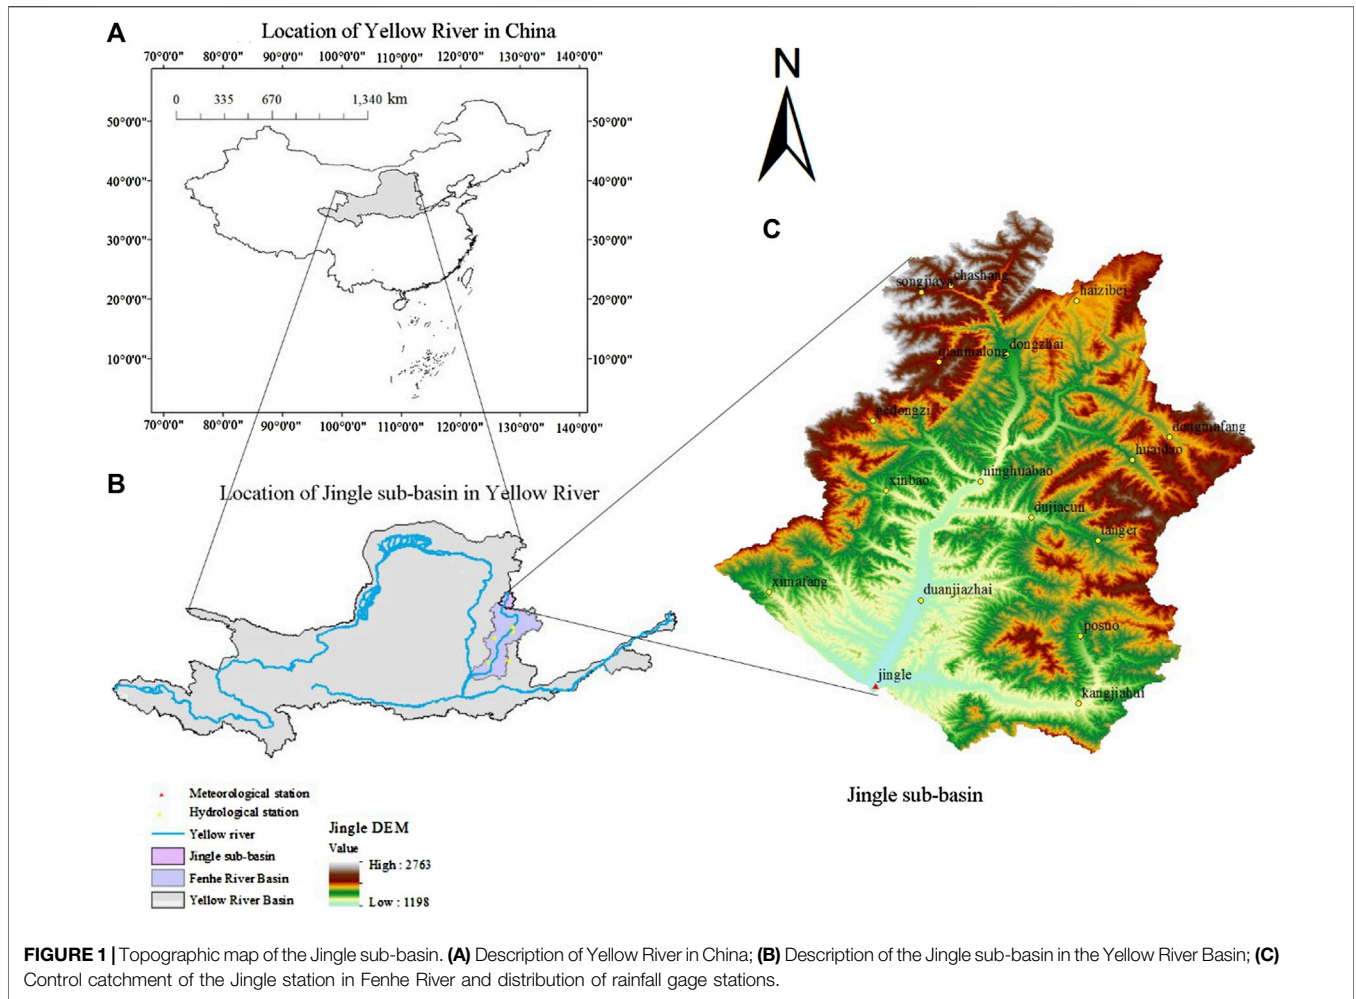 A
Location of Yellow River in China
70°0'0" 80°0'0" 90°0'0" 100°0'0" 110°0'0" 120°0'0" 130°0'0" 140°0'0"
0 335 670 1,340 km
50°0'0" 50°0'0"
40°0'0" 40°0'0"
30°0'0" 30°0'0"
20°0'0" 20°0'0"
10°0'0" 10°0'0"
70°0'0" 80°0'0" 90°0'0" 100°0'0" 110°0'0" 120°0'0" 130°0'0" 140°0'0"
B
Location of Jingle sub-basin in Yellow River
Meteorological station
Hydrological station
Yellow river
Jingle sub-basin
Fenhe River Basin
Yellow River Basin
Jingle DEM
Value
High : 2763
Low : 1198
N
C
chashang
haizibei
dongzhai
gedongzi
dongmafang
huaidao
ninghuabao
xinbao
dujiacun
ximafang
duanjiazhai
posuo
jingle
kangjiahui
Jingle sub-basin
FIGURE 1 | Topographic map of the Jingle sub-basin. (A) Description of Yellow River in China; (B) Description of the Jingle sub-basin in the Yellow River Basin; (C)
Control catchment of the Jingle station in Fenhe River and distribution of rainfall gage stations.